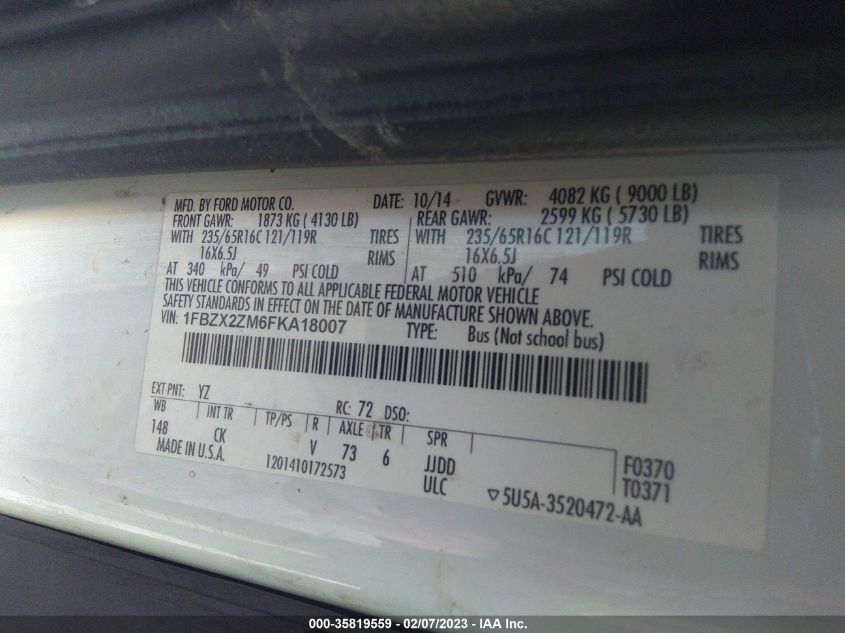 MFD. BY FORD MOTOR CO. DATE: 10/14 GVWR: 4082 KG ( 9000 LB)
FRONT GAWR: 1873 KG ( 4130 LB) REAR GAWR: 2599 KG ( 5730 LB)
WITH 235/65R16C 121/119R TIRES WITH 235/65R16C 121/119R TIRES
16X6.5J RIMS 16X6.5J RIMS
AT 340 kPa/ 49 PSI COLD AT 510 kPa/ 74 PSI COLD
THIS VEHICLE CONFORMS TO ALL APPLICABLE FEDERAL MOTOR VEHICLE
SAFETY STANDARDS IN EFFECT ON THE DATE OF MANUFACTURE SHOWN ABOVE.
VIN: 1FBZX2ZM6FKA18007 TYPE: Bus (Not school bus)
EXT PNT: YZ RC: 72 DSO:
WB INT TR TP/PS R AXLE TR SPR
148 CK V 73 6 JJDD F0370
MADE IN U.S.A. 1201410172573 ULC T0371
▽5U5A-3520472-AA
000-35819559 - 02/07/2023 - IAA Inc.